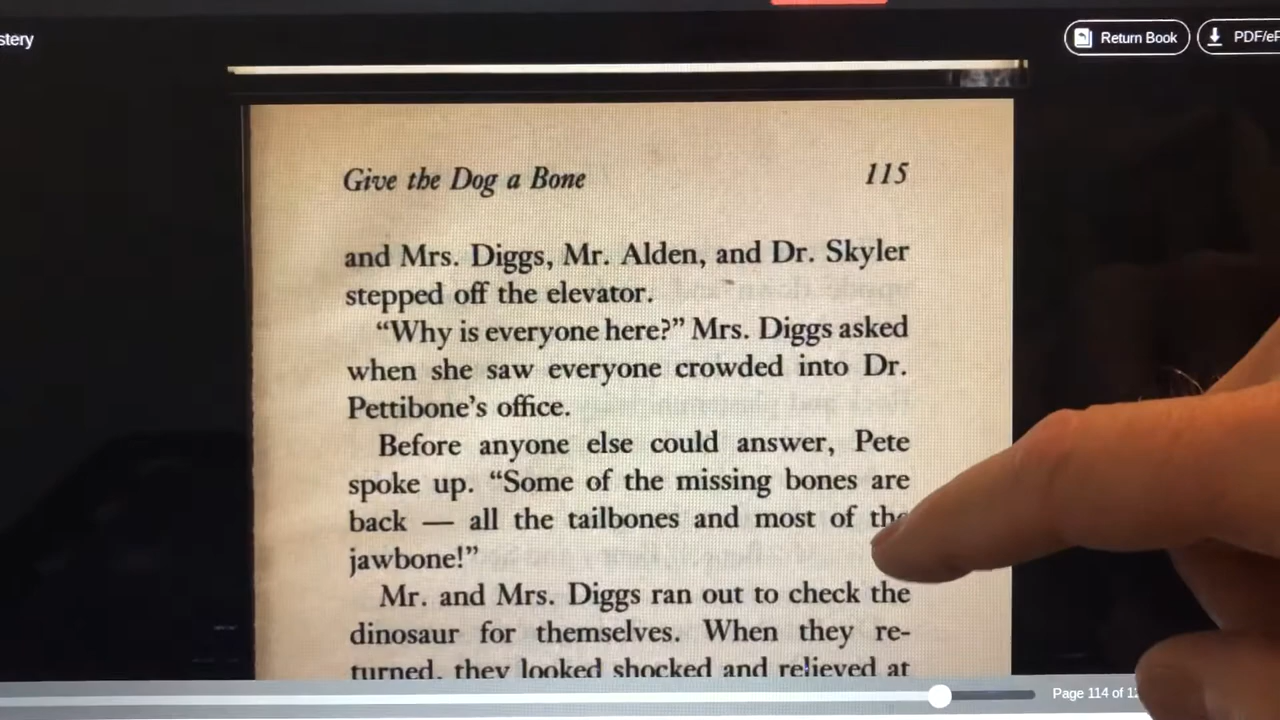 stery
Return Book
PDF/eP
Give the Dog a Bone 115
and Mrs. Diggs, Mr. Alden, and Dr. Skyler
stepped off the elevator.
“Why is everyone here?” Mrs. Diggs asked
when she saw everyone crowded into Dr.
Pettibone’s office.
Before anyone else could answer, Pete
spoke up. “Some of the missing bones are
back — all the tailbones and most of the
jawbone!”
Mr. and Mrs. Diggs ran out to check the
dinosaur for themselves. When they re-
turned, they looked shocked and relieved at
Page 114 of 12